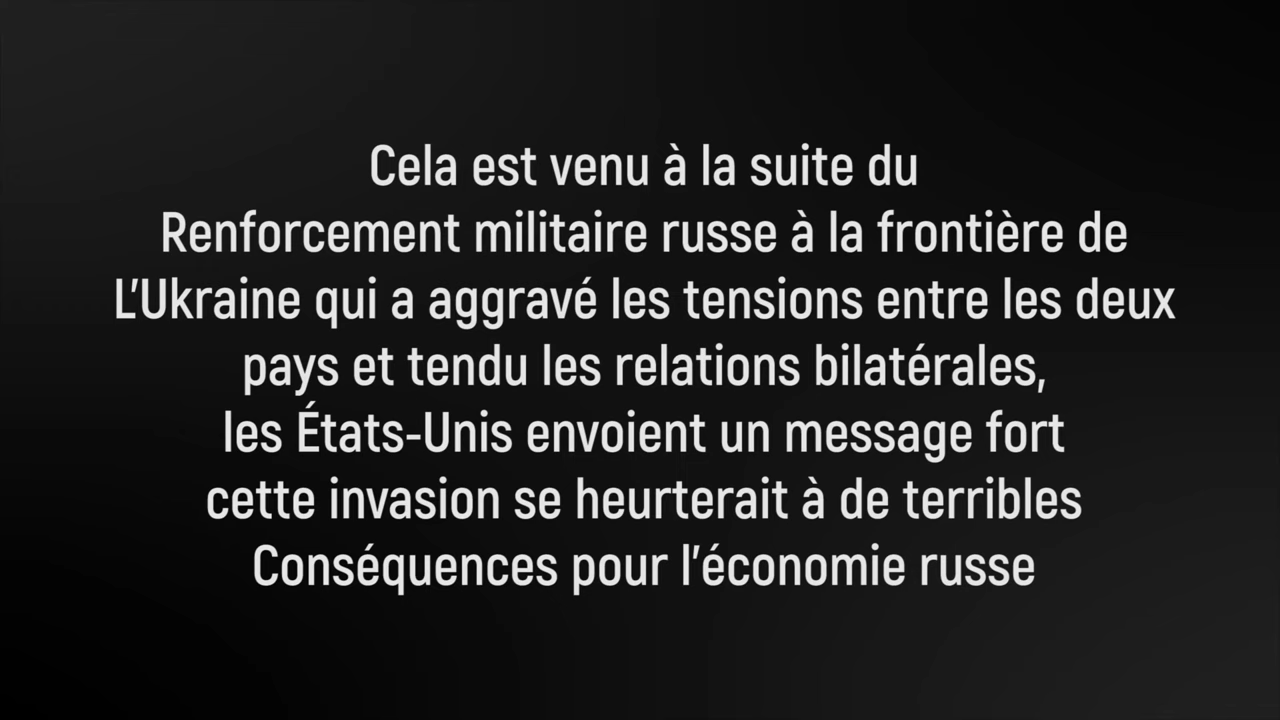 Cela est venu à la suite du
Renforcement militaire russe à la frontière de
L'Ukraine qui a aggravé les tensions entre les deux
pays et tendu les relations bilatérales,
les États-Unis envoient un message fort
cette invasion se heurterait à de terribles
Conséquences pour l'économie russe